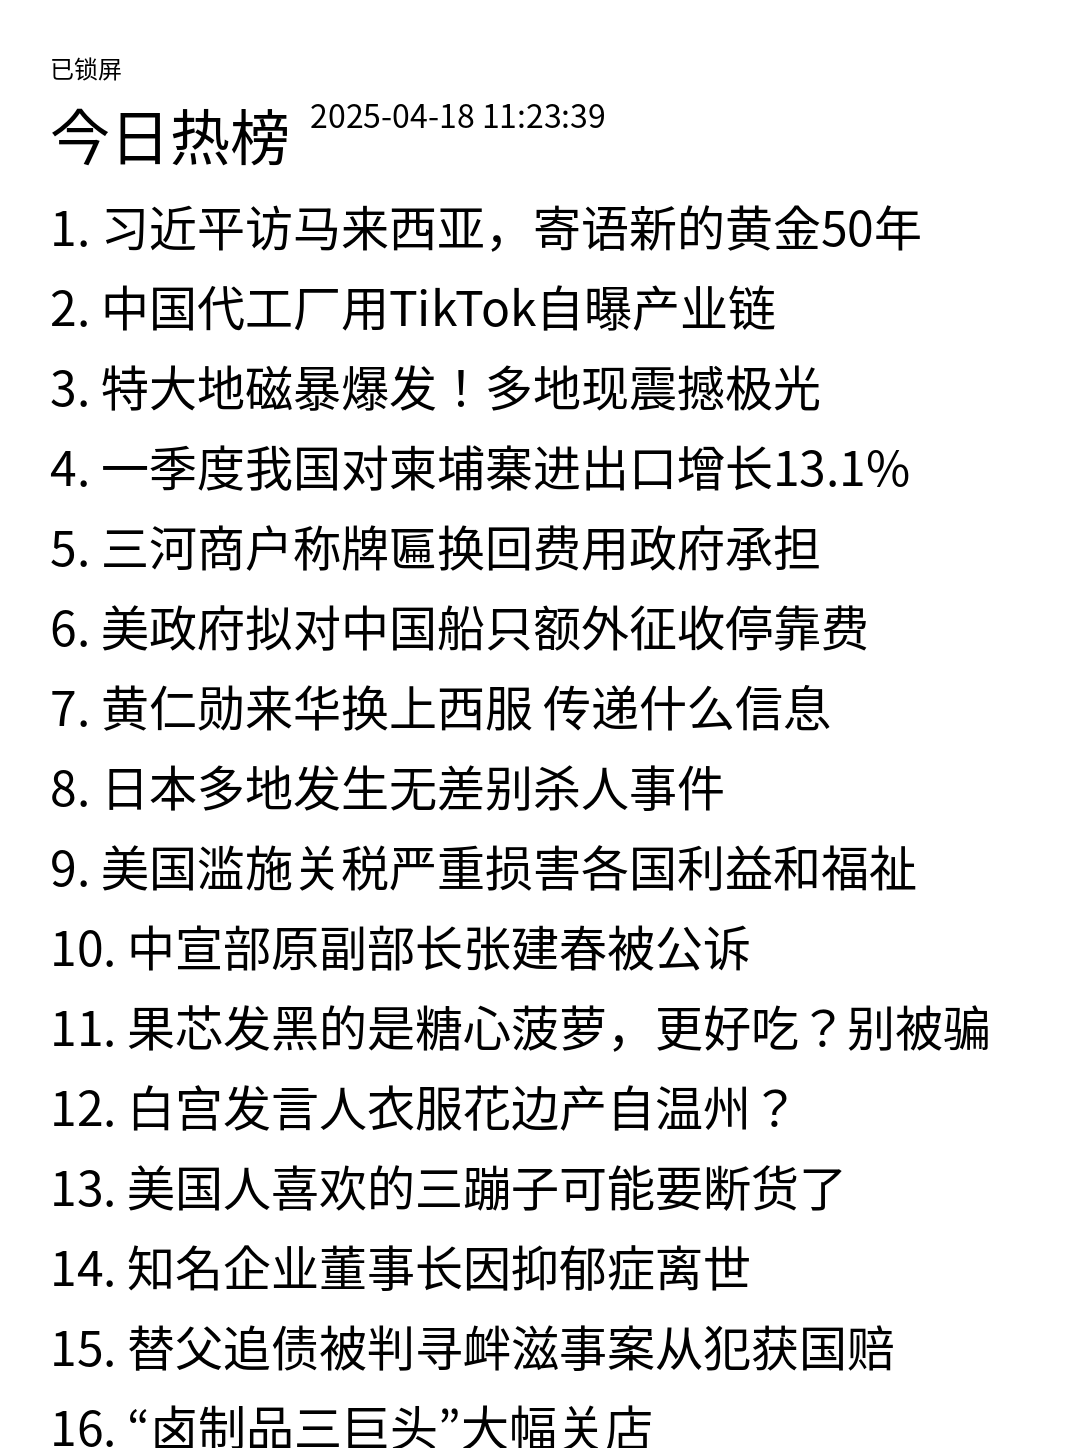 已锁屏
今日热榜 2025-04-18 11:23:39
1. 习近平访马来西亚，寄语新的黄金50年
2. 中国代工厂用TikTok自曝产业链
3. 特大地磁暴爆发！多地现震撼极光
4. 一季度我国对柬埔寨进出口增长13.1%
5. 三河商户称牌匾换回费用政府承担
6. 美政府拟对中国船只额外征收停靠费
7. 黄仁勋来华换上西服 传递什么信息
8. 日本多地发生无差别杀人事件
9. 美国滥施关税严重损害各国利益和福祉
10. 中宣部原副部长张建春被公诉
11. 果芯发黑的是糖心菠萝，更好吃？别被骗
12. 白宫发言人衣服花边产自温州？
13. 美国人喜欢的三蹦子可能要断货了
14. 知名企业董事长因抑郁症离世
15. 替父追债被判寻衅滋事案从犯获国赔
16. “卤制品三巨头”大幅关店